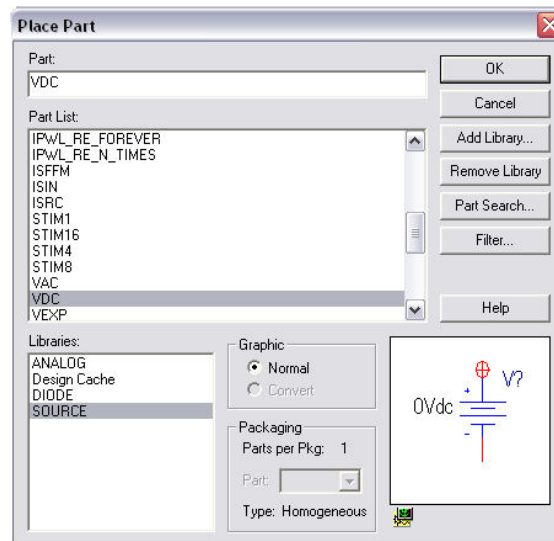 Place Part
Part:
VDC
OK
Cancel
Part List:
IPWL_RE_FOREVER
IPWL_RE_N_TIMES
ISFFM
ISIN
ISRC
STIM1
STIM16
STIM4
STIM8
VAC
VDC
VEXP
Add Library...
Remove Library
Part Search...
Filter...
Help
Libraries:
ANALOG
Design Cache
DIODE
SOURCE
Graphic
Normal
Convert
Packaging
Parts per Pkg: 1
Part:
Type: Homogeneous
V?
0Vdc
+
-